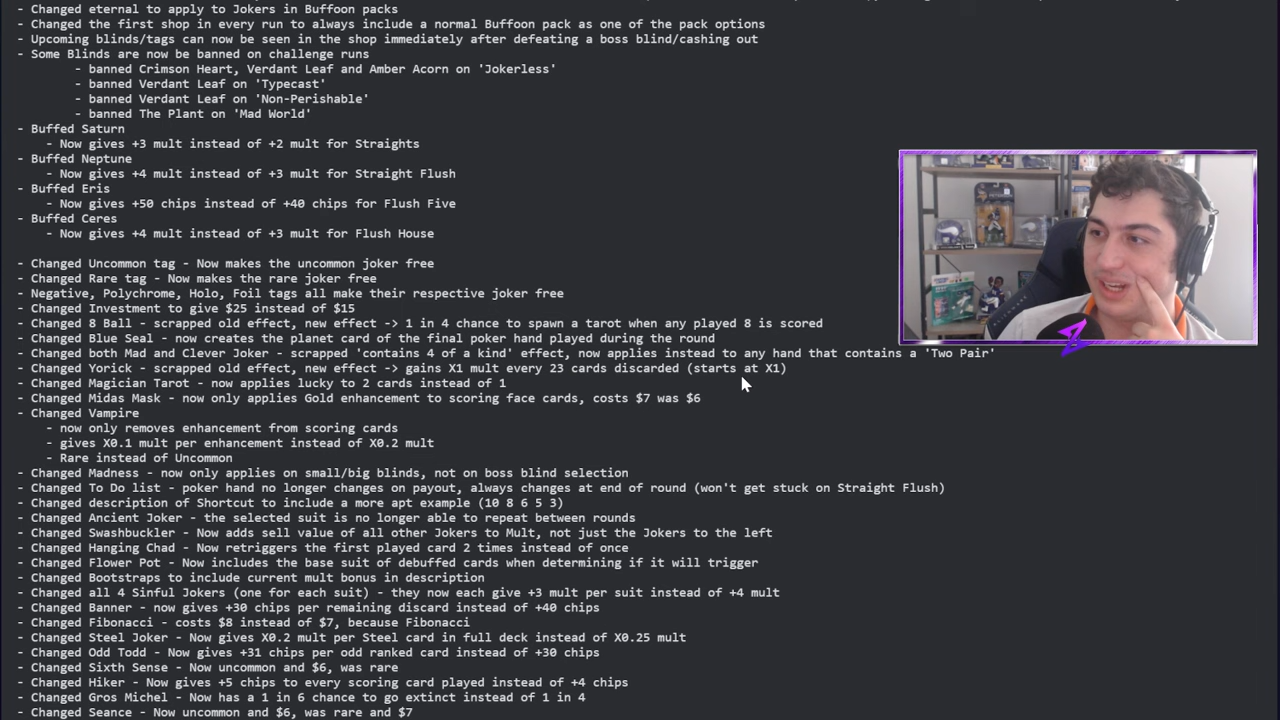 - Changed eternal to apply to Jokers in Buffoon packs
- Changed the first shop in every run to always include a normal Buffoon pack as one of the pack options
- Upcoming blinds/tags can now be seen in the shop immediately after defeating a boss blind/cashing out
- Some Blinds are now be banned on challenge runs
- banned Crimson Heart, Verdant Leaf and Amber Acorn on 'Jokerless'
- banned Verdant Leaf on 'Typecast'
- banned Verdant Leaf on 'Non-Perishable'
- banned The Plant on 'Mad World'
- Buffed Saturn
- Now gives +3 mult instead of +2 mult for Straights
- Buffed Neptune
- Now gives +4 mult instead of +3 mult for Straight Flush
- Buffed Eris
- Now gives +50 chips instead of +40 chips for Flush Five
- Buffed Ceres
- Now gives +4 mult instead of +3 mult for Flush House
- Changed Uncommon tag - Now makes the uncommon joker free
- Changed Rare tag - Now makes the rare joker free
- Negative, Polychrome, Holo, Foil tags all make their respective joker free
- Changed Investment to give $25 instead of $15
- Changed 8 Ball - scrapped old effect, new effect -> 1 in 4 chance to spawn a tarot when any played 8 is scored
- Changed Blue Seal - now creates the planet card of the final poker hand played during the round
- Changed both Mad and Clever Joker - scrapped 'contains 4 of a kind' effect, now applies instead to any hand that contains a 'Two Pair'
- Changed Yorick - scrapped old effect, new effect -> gains X1 mult every 23 cards discarded (starts at X1)
- Changed Magician Tarot - now applies lucky to 2 cards instead of 1
- Changed Midas Mask - now only applies Gold enhancement to scoring face cards, costs $7 was $6
- Changed Vampire
- now only removes enhancement from scoring cards
- gives X0.1 mult per enhancement instead of X0.2 mult
- Rare instead of Uncommon
- Changed Madness - now only applies on small/big blinds, not on boss blind selection
- Changed To Do list - poker hand no longer changes on payout, always changes at end of round (won't get stuck on Straight Flush)
- Changed description of Shortcut to include a more apt example (10 8 6 5 3)
- Changed Ancient Joker - the selected suit is no longer able to repeat between rounds
- Changed Swashbuckler - Now adds sell value of all other Jokers to Mult, not just the Jokers to the left
- Changed Hanging Chad - Now retriggers the first played card 2 times instead of once
- Changed Flower Pot - Now includes the base suit of debuffed cards when determining if it will trigger
- Changed Bootstraps to include current mult bonus in description
- Changed all 4 Sinful Jokers (one for each suit) - they now each give +3 mult per suit instead of +4 mult
- Changed Banner - now gives +30 chips per remaining discard instead of +40 chips
- Changed Fibonacci - costs $8 instead of $7, because Fibonacci
- Changed Steel Joker - Now gives X0.2 mult per Steel card in full deck instead of X0.25 mult
- Changed Odd Todd - Now gives +31 chips per odd ranked card instead of +30 chips
- Changed Sixth Sense - Now uncommon and $6, was rare
- Changed Hiker - Now gives +5 chips to every scoring card played instead of +4 chips
- Changed Gros Michel - Now has a 1 in 6 chance to go extinct instead of 1 in 4
- Changed Seance - Now uncommon and $6, was rare and $7